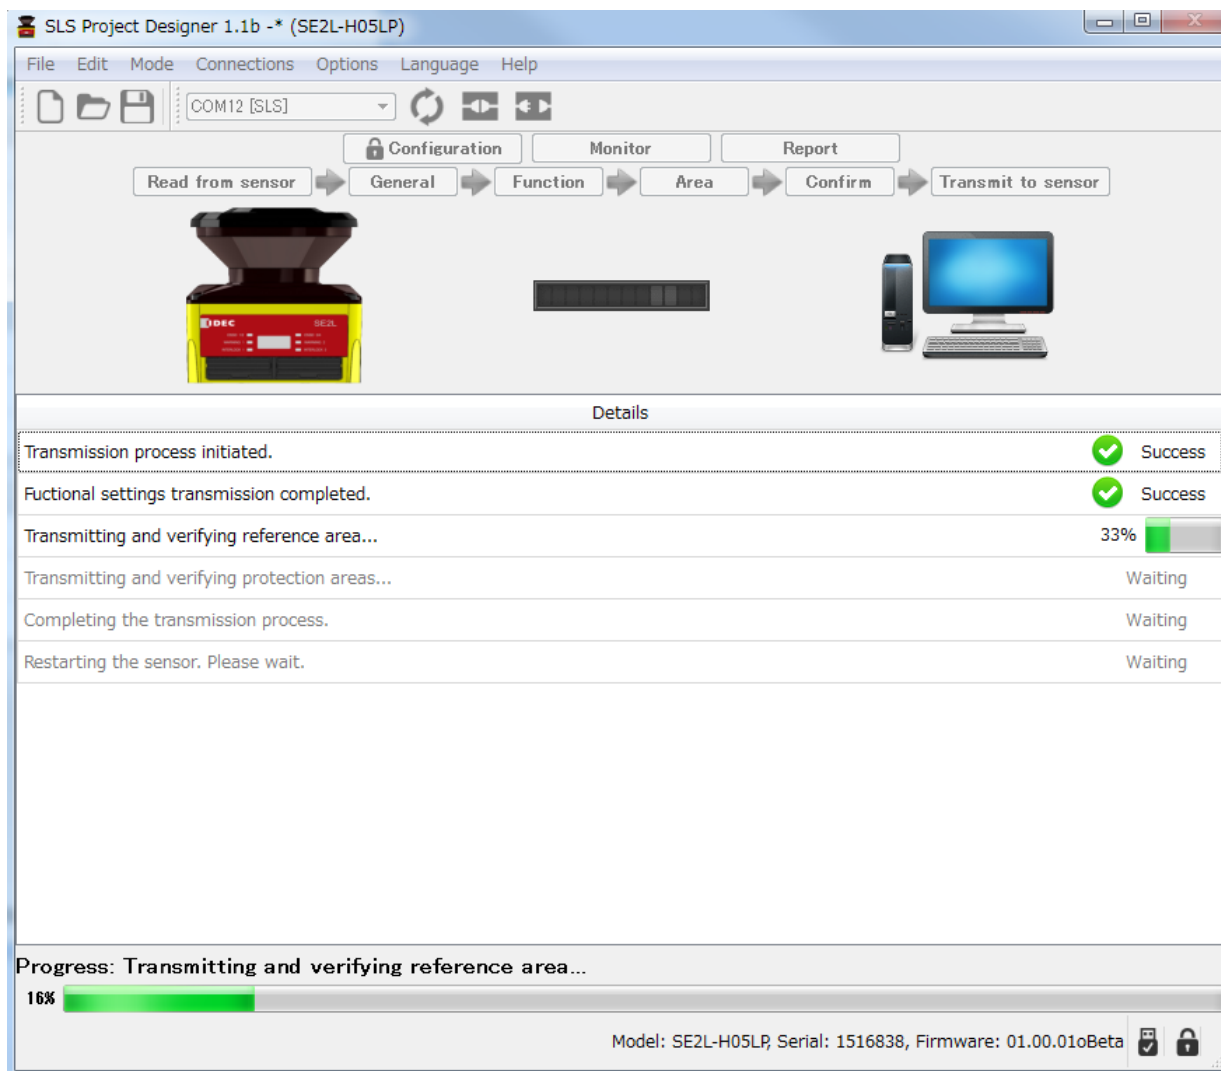 SLS Project Designer 1.1b -* (SE2L-H05LP)
File Edit Mode Connections Options Language Help
COM12 [SLS]
Configuration Monitor Report
Read from sensor General Function Area Confirm Transmit to sensor
IDEC SE2L
Details
Transmission process initiated. Success
Fuctional settings transmission completed. Success
Transmitting and verifying reference area... 33%
Transmitting and verifying protection areas... Waiting
Completing the transmission process. Waiting
Restarting the sensor. Please wait. Waiting
Progress: Transmitting and verifying reference area...
16%
Model: SE2L-H05LP, Serial: 1516838, Firmware: 01.00.01oBeta